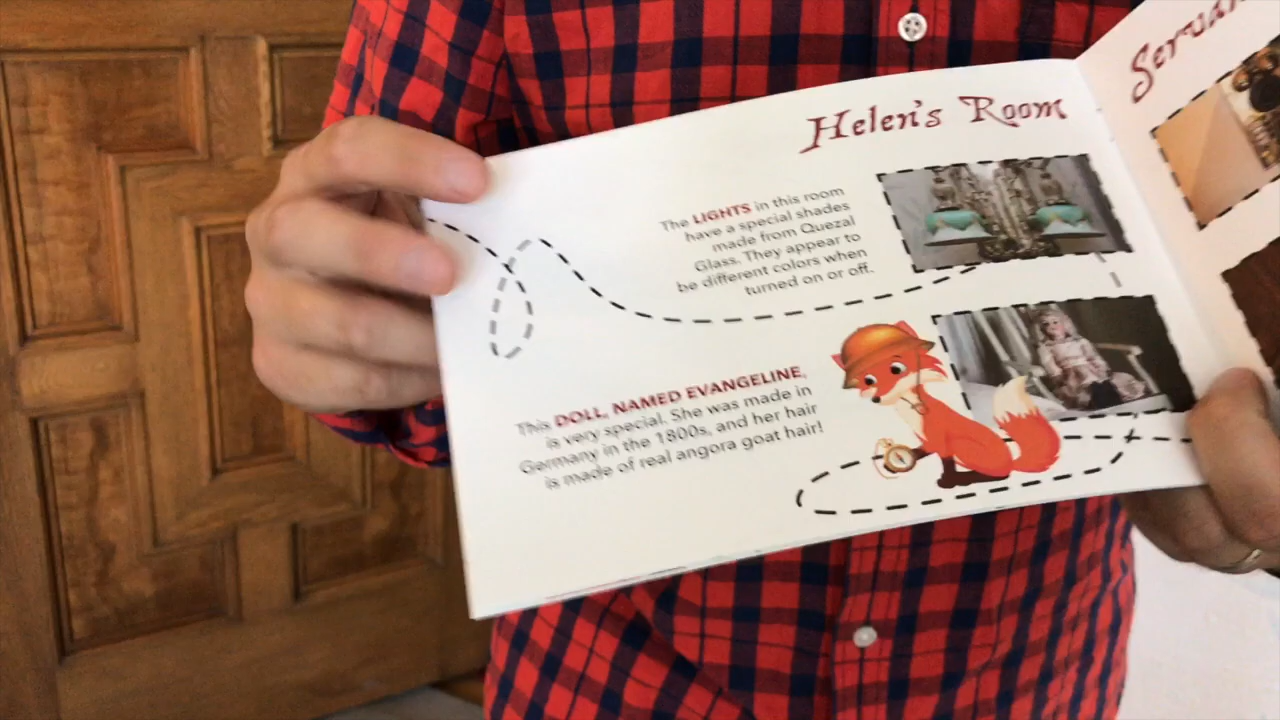 Helen's Room
The LIGHTS in this room
have a special shades
made from Quezal
Glass. They appear to
be different colors when
turned on or off.
This DOLL, NAMED EVANGELINE,
is very special. She was made in
Germany in the 1800s, and her hair
is made of real angora goat hair!